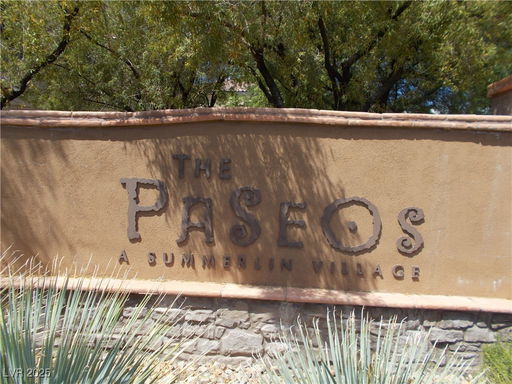 THE
PASEOS
A SUMMERLIN VILLAGE
LVR 2025